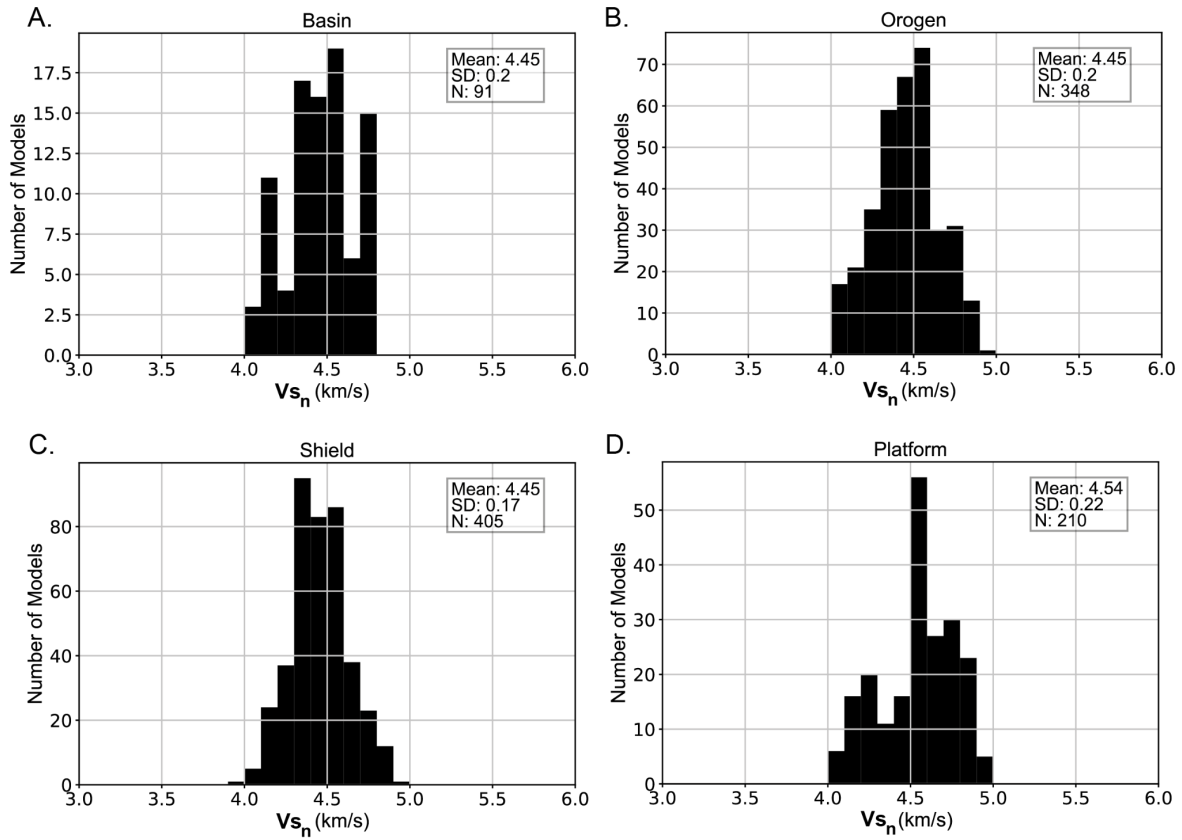 A.
Basin
Mean: 4.45
SD: 0.2
N: 91
Number of Models
17.5
15.0
12.5
10.0
7.5
5.0
2.5
0.0
3.0 3.5 4.0 4.5 5.0 5.5 6.0
Vsn (km/s)
B.
Orogen
Mean: 4.45
SD: 0.2
N: 348
Number of Models
70
60
50
40
30
20
10
0
3.0 3.5 4.0 4.5 5.0 5.5 6.0
Vsn (km/s)
C.
Shield
Mean: 4.45
SD: 0.17
N: 405
Number of Models
80
60
40
20
0
3.0 3.5 4.0 4.5 5.0 5.5 6.0
Vsn (km/s)
D.
Platform
Mean: 4.54
SD: 0.22
N: 210
Number of Models
50
40
30
20
10
0
3.0 3.5 4.0 4.5 5.0 5.5 6.0
Vsn (km/s)